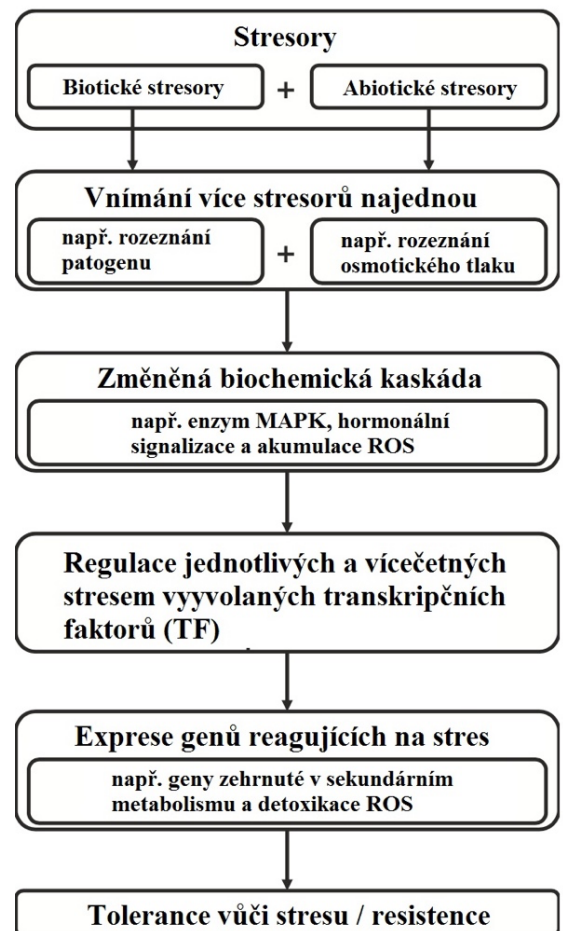 Stresory
Biotické stresory + Abiotické stresory
Vnímání více stresorů najednou
např. rozeznání
patogenu
+
např. rozeznání
osmotického tlaku
Změněná biochemická kaskáda
např. enzym MAPK, hormonální
signalizace a akumulace ROS
Regulace jednotlivých a vícečetných
stresem vyyvolaných transkripčních
faktorů (TF)
Exprese genů reagujících na stres
např. geny zehrnuté v sekundárním
metabolismu a detoxikace ROS
Tolerance vůči stresu / resistence